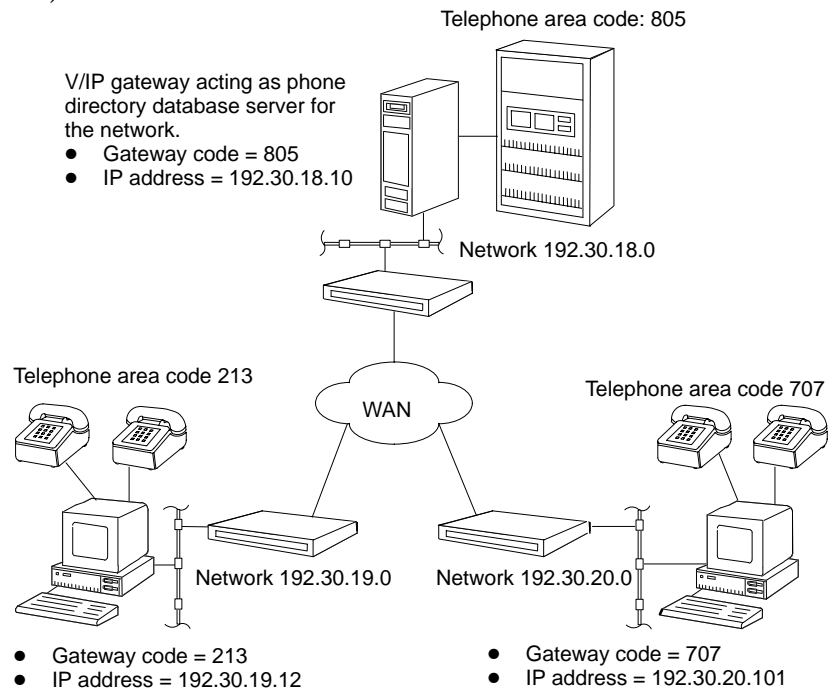 Telephone area code: 805
V/IP gateway acting as phone
directory database server for
the network.
● Gateway code = 805
● IP address = 192.30.18.10
Network 192.30.18.0
Telephone area code 213
WAN
Telephone area code 707
Network 192.30.19.0
Network 192.30.20.0
● Gateway code = 213
● IP address = 192.30.19.12
● Gateway code = 707
● IP address = 192.30.20.101